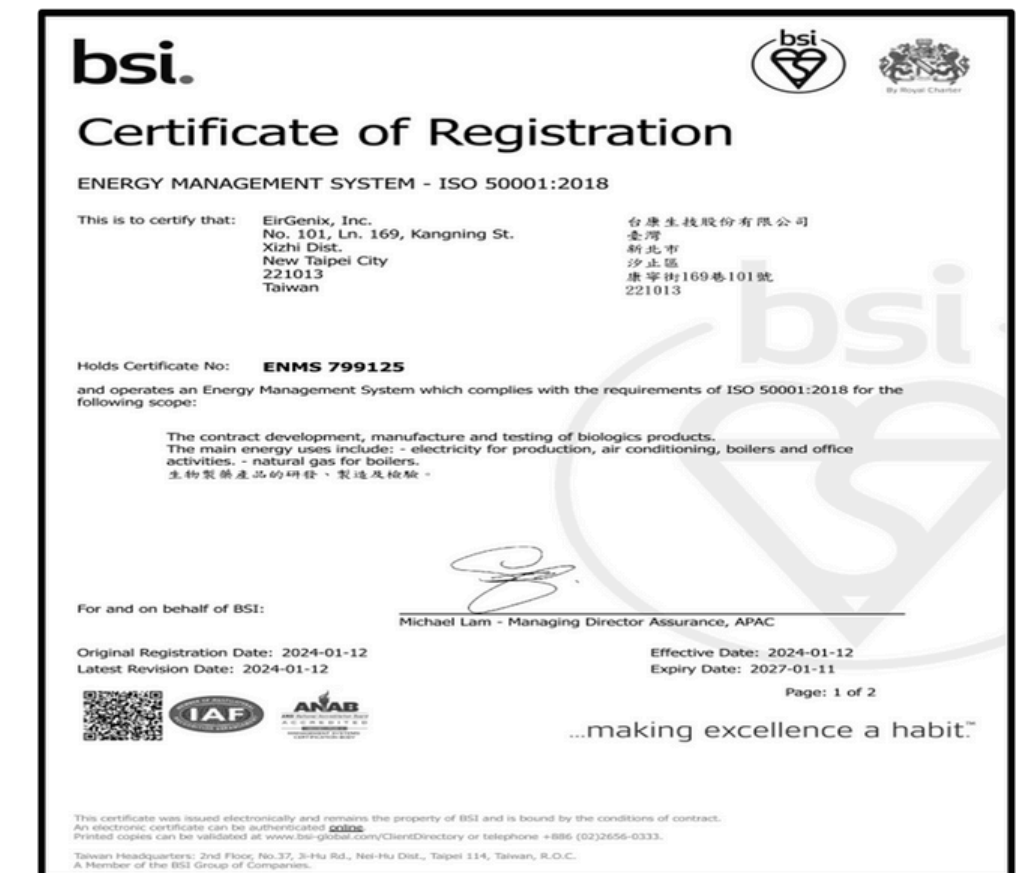 bsi.
bsi
By Royal Charter
Certificate of Registration
ENERGY MANAGEMENT SYSTEM - ISO 50001:2018
This is to certify that:
EirGenix, Inc.
No. 101, Ln. 169, Kangning St.
Xizhi Dist.
New Taipei City
221013
Taiwan
台康生技股份有限公司
臺灣
新北市
汐止區
康寧街169巷101號
221013
bsi
Holds Certificate No: ENMS 799125
and operates an Energy Management System which complies with the requirements of ISO 50001:2018 for the
following scope:
The contract development, manufacture and testing of biologics products.
The main energy uses include: - electricity for production, air conditioning, boilers and office
activities. - natural gas for boilers.
生物製藥產品的研發、製造及檢驗。
For and on behalf of BSI:
Michael Lam - Managing Director Assurance, APAC
Original Registration Date: 2024-01-12
Latest Revision Date: 2024-01-12
Effective Date: 2024-01-12
Expiry Date: 2027-01-11
Page: 1 of 2
IAF
ANAB
ACCREDITED
...making excellence a habit.™
This certificate was issued electronically and remains the property of BSI and is bound by the conditions of contract.
An electronic certificate can be authenticated online.
Printed copies can be validated at www.bsi-global.com/ClientDirectory or telephone +886 (02)2656-0333.
Taiwan Headquarters: 2nd Floor, No.37, Ji-Hu Rd., Nei-Hu Dist., Taipei 114, Taiwan, R.O.C.
A Member of the BSI Group of Companies.